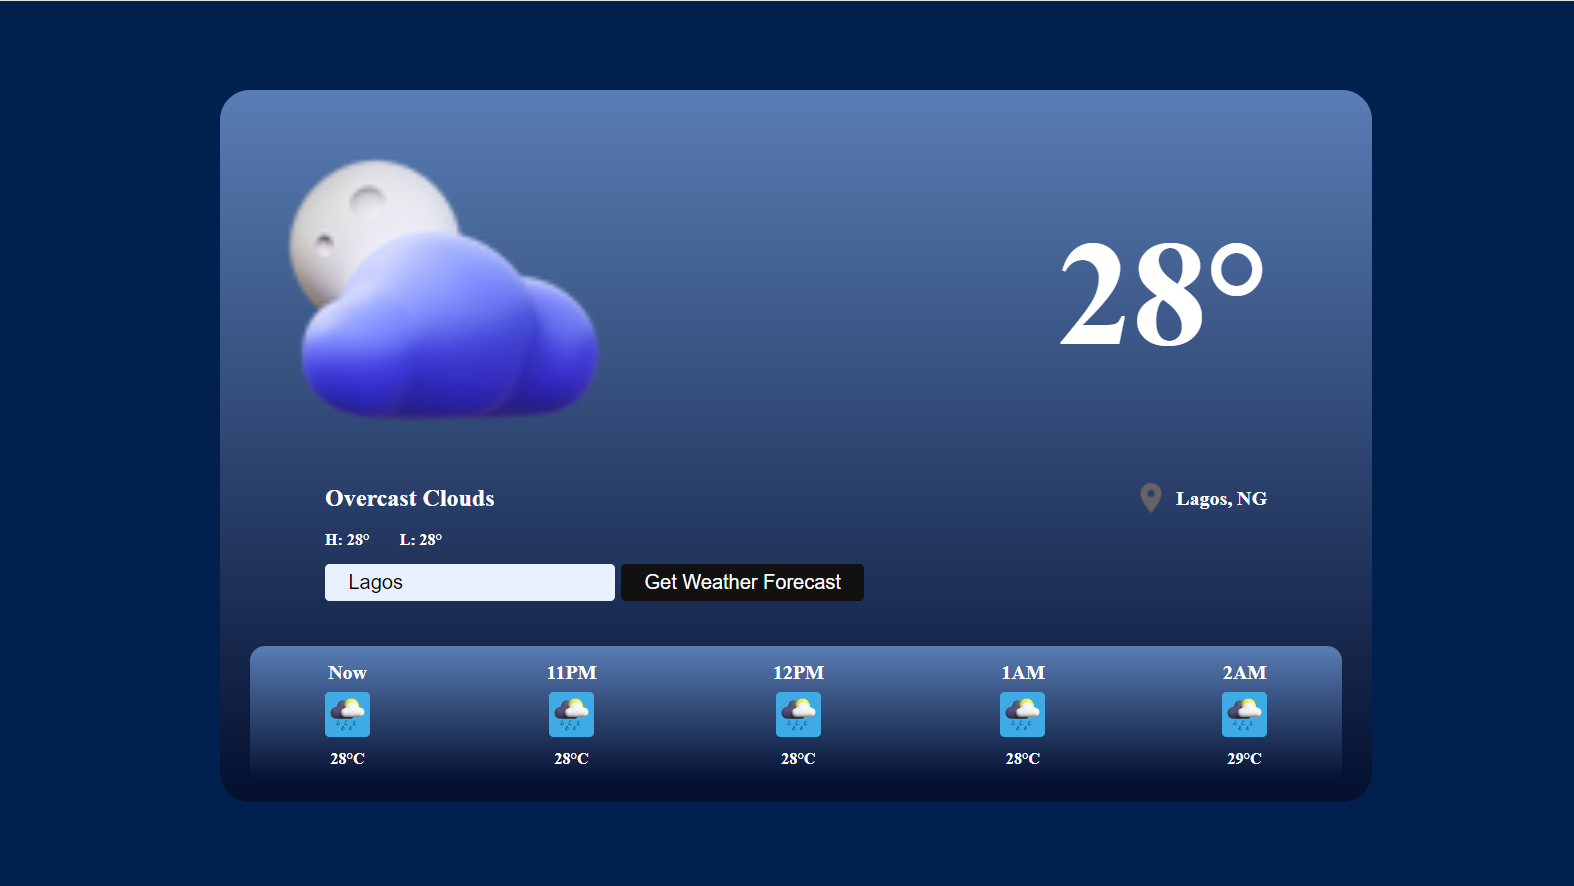 28°
Overcast Clouds
Lagos, NG
H: 28° L: 28°
Lagos
Get Weather Forecast
Now 11PM 12PM 1AM 2AM
28°C 28°C 28°C 28°C 29°C